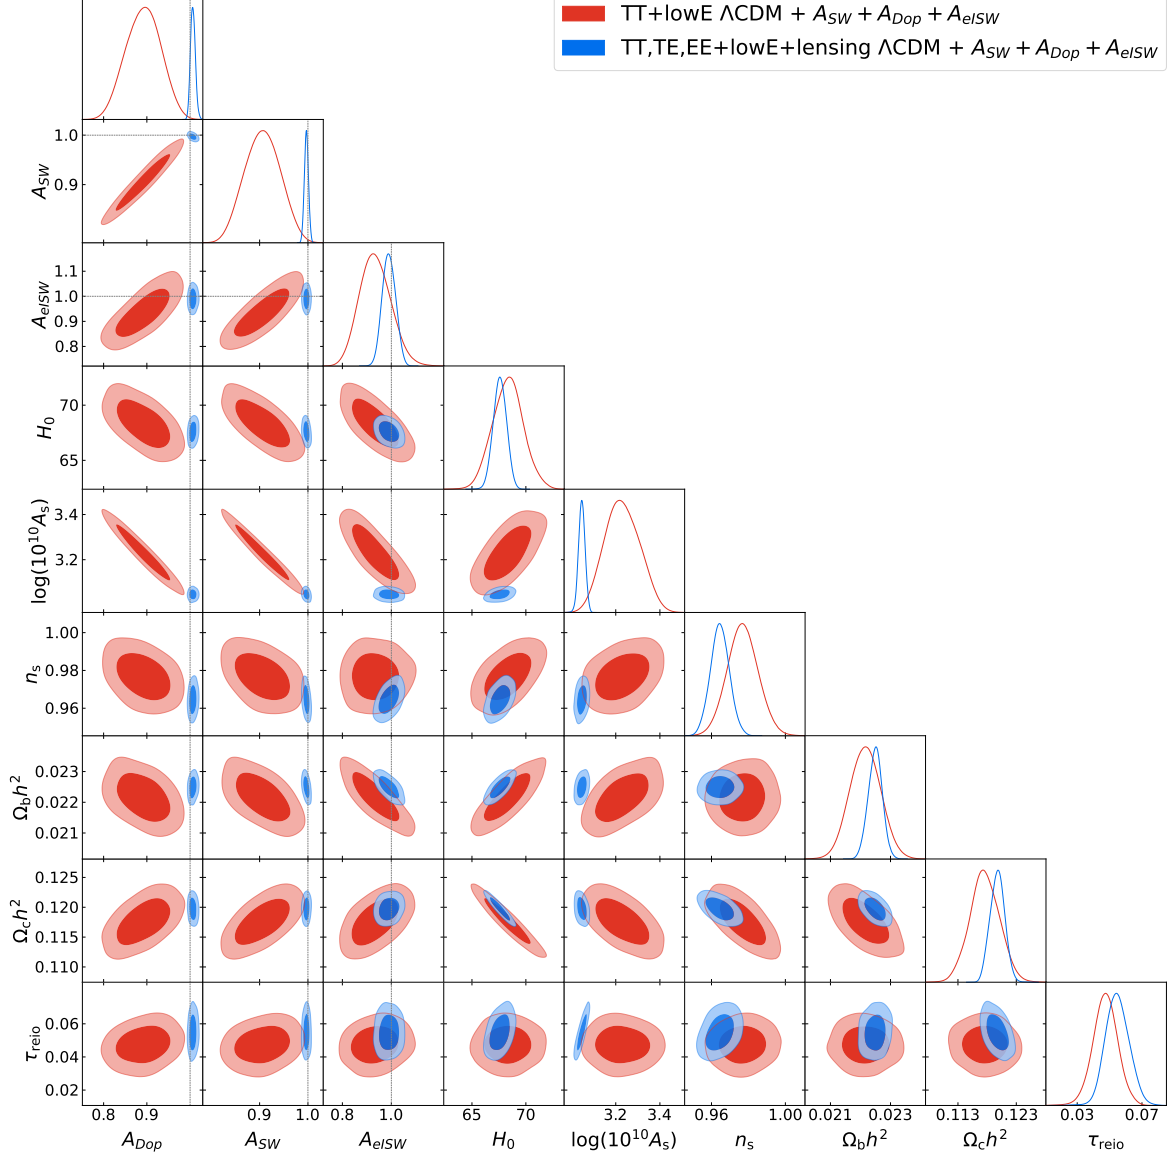 TT+lowE ΛCDM + A_SW + A_Dop + A_eISW
TT,TE,EE+lowE+lensing ΛCDM + A_SW + A_Dop + A_eISW
A_SW
1.0
0.9
A_eISW
1.1
1.0
0.9
0.8
H_0
70
65
log(10^10 A_s)
3.4
3.2
n_s
1.00
0.98
0.96
Ω_b h^2
0.023
0.022
0.021
Ω_c h^2
0.125
0.120
0.115
0.110
τ_reio
0.06
0.04
0.02
0.8 0.9 0.9 1.0 0.8 1.0 65 70 3.2 3.4 0.96 1.00 0.021 0.023 0.113 0.123 0.03 0.07
A_Dop A_SW A_eISW H_0 log(10^10 A_s) n_s Ω_b h^2 Ω_c h^2 τ_reio